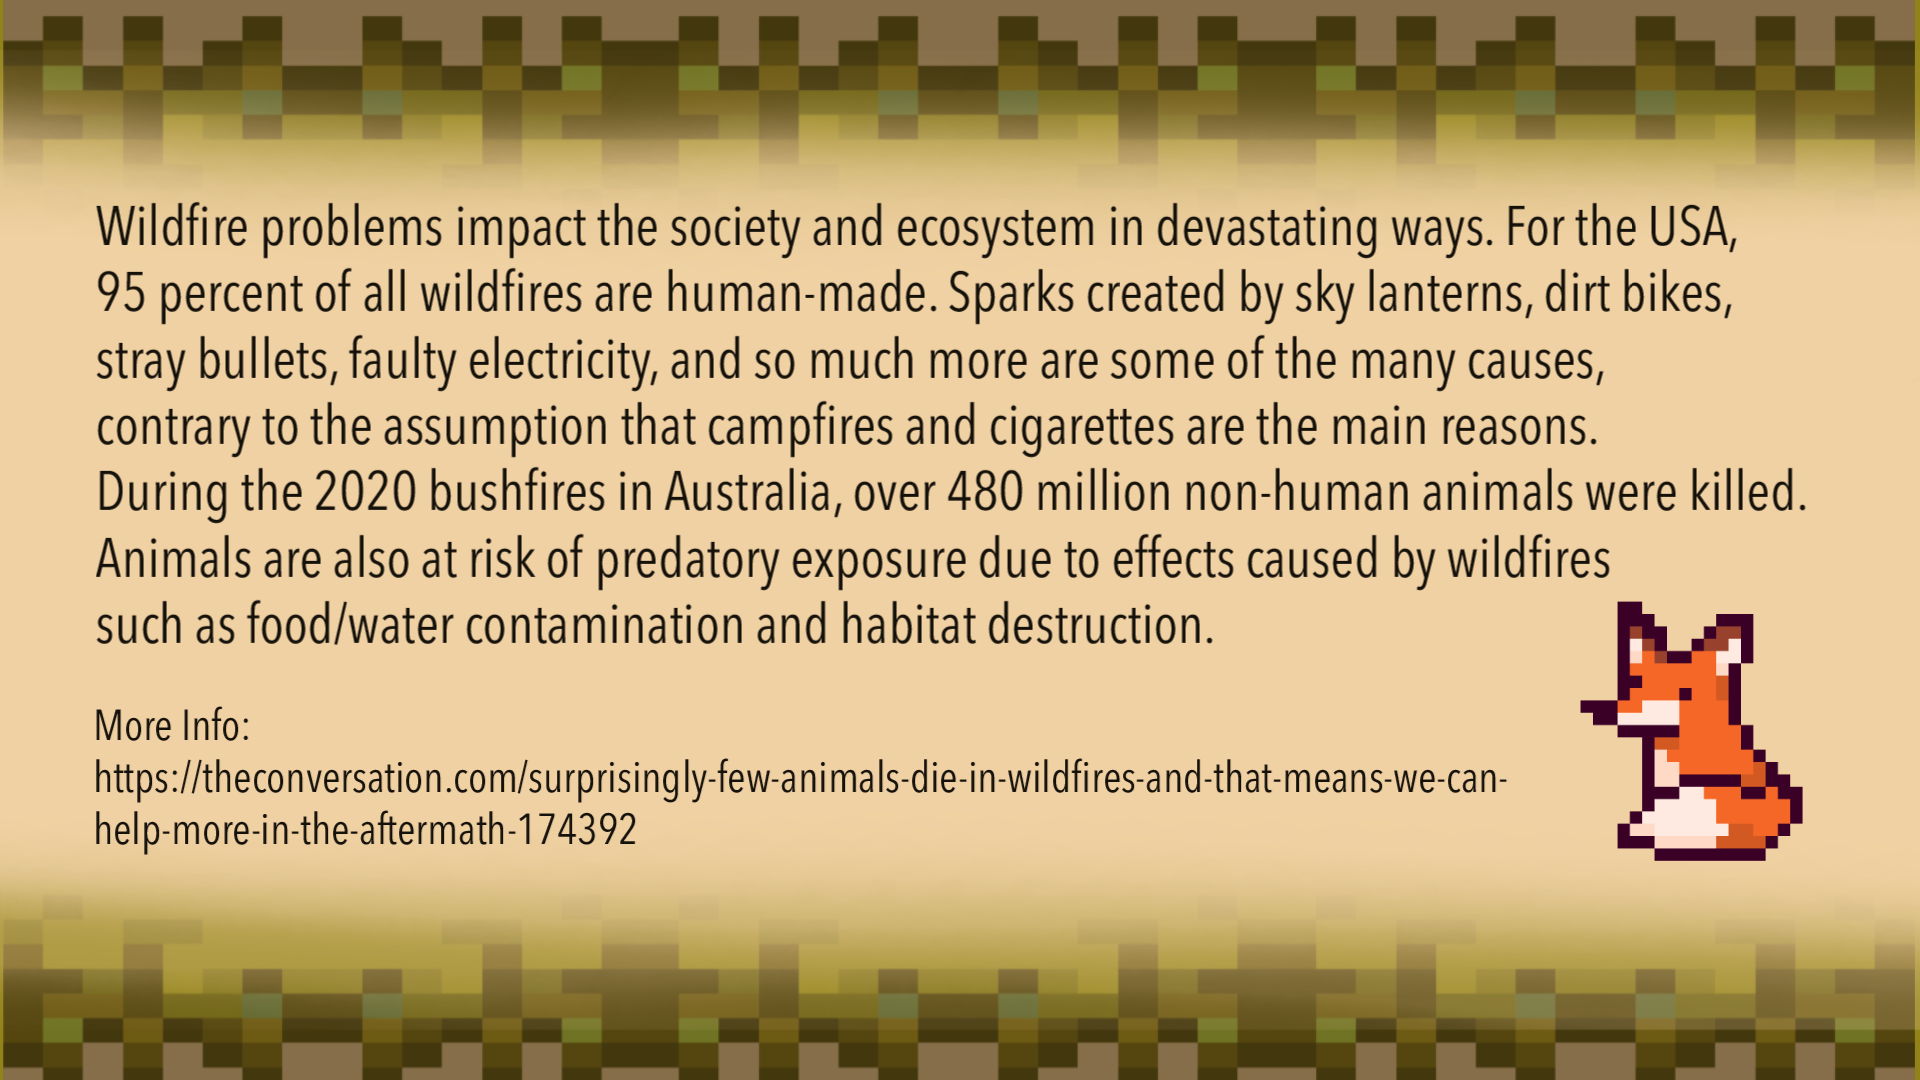 Wildfire problems impact the society and ecosystem in devastating ways. For the USA,
95 percent of all wildfires are human-made. Sparks created by sky lanterns, dirt bikes,
stray bullets, faulty electricity, and so much more are some of the many causes,
contrary to the assumption that campfires and cigarettes are the main reasons.
During the 2020 bushfires in Australia, over 480 million non-human animals were killed.
Animals are also at risk of predatory exposure due to effects caused by wildfires
such as food/water contamination and habitat destruction.
More Info:
https://theconversation.com/surprisingly-few-animals-die-in-wildfires-and-that-means-we-can-
help-more-in-the-aftermath-174392